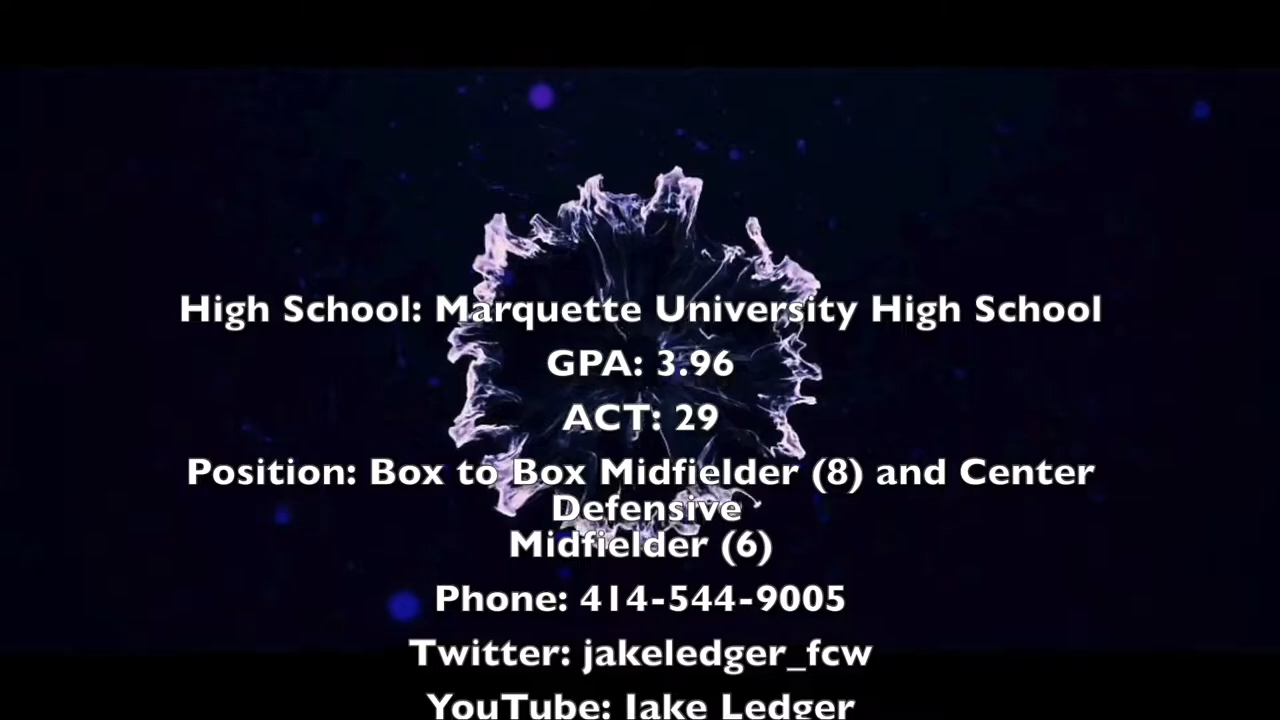 High School: Marquette University High School
GPA: 3.96
ACT: 29
Position: Box to Box Midfielder (8) and Center
Defensive
Midfielder (6)
Phone: 414-544-9005
Twitter: jakeledger_fcw
YouTube: Jake Ledger